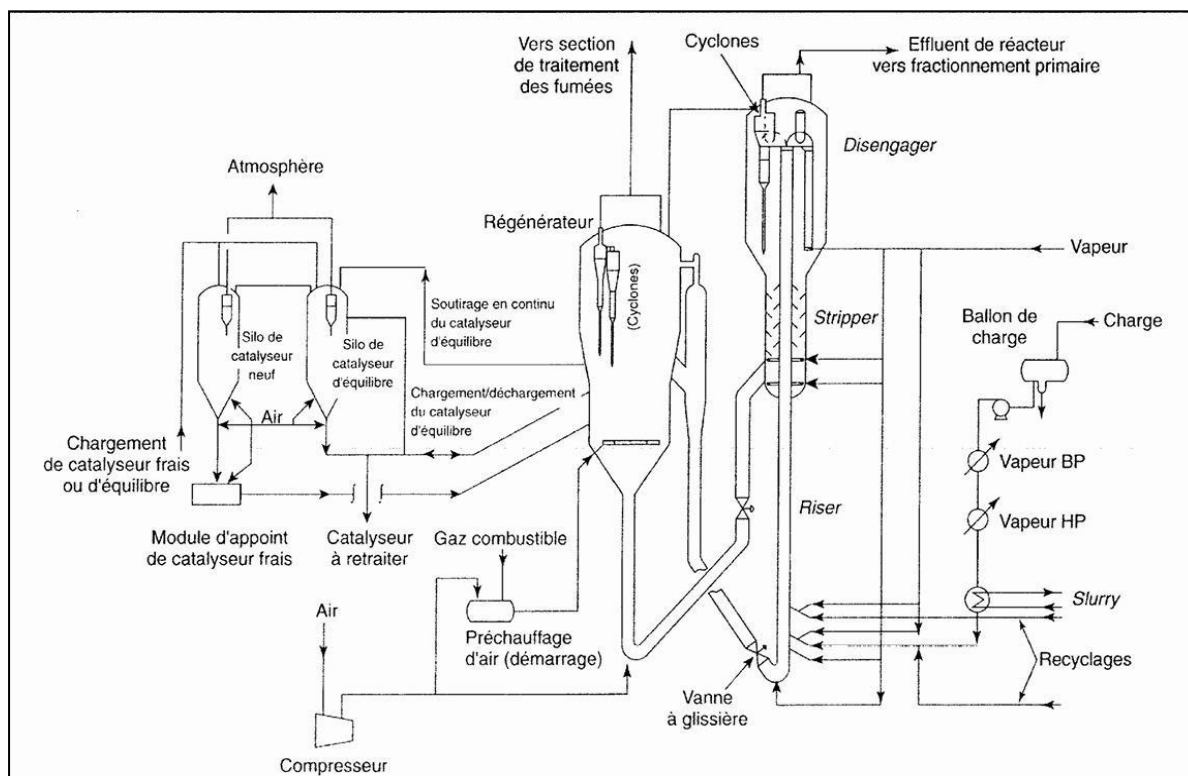 Vers section
de traitement
des fumées
Cyclones
Effluent de réacteur
vers fractionnement primaire
Disengager
Atmosphère
Régénérateur
(Cyclones)
Vapeur
Soutirage en continu
du catalyseur
d'équilibre
Stripper
Ballon de
charge
Charge
Silo de
catalyseur
neuf
Silo de
catalyseur
d'équilibre
Chargement/déchargement
du catalyseur
d'équilibre
Air
Chargement
de catalyseur frais
ou d'équilibre
Vapeur BP
Vapeur HP
Riser
Module d'appoint
de catalyseur frais
Catalyseur
à retraiter
Gaz combustible
Slurry
Air
Préchauffage
d'air (démarrage)
Recyclages
Vanne
à glissière
Compresseur